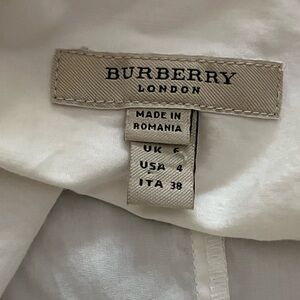 BURBERRY
LONDON
MADE IN
ROMANIA
UK 6
USA 4
ITA 38